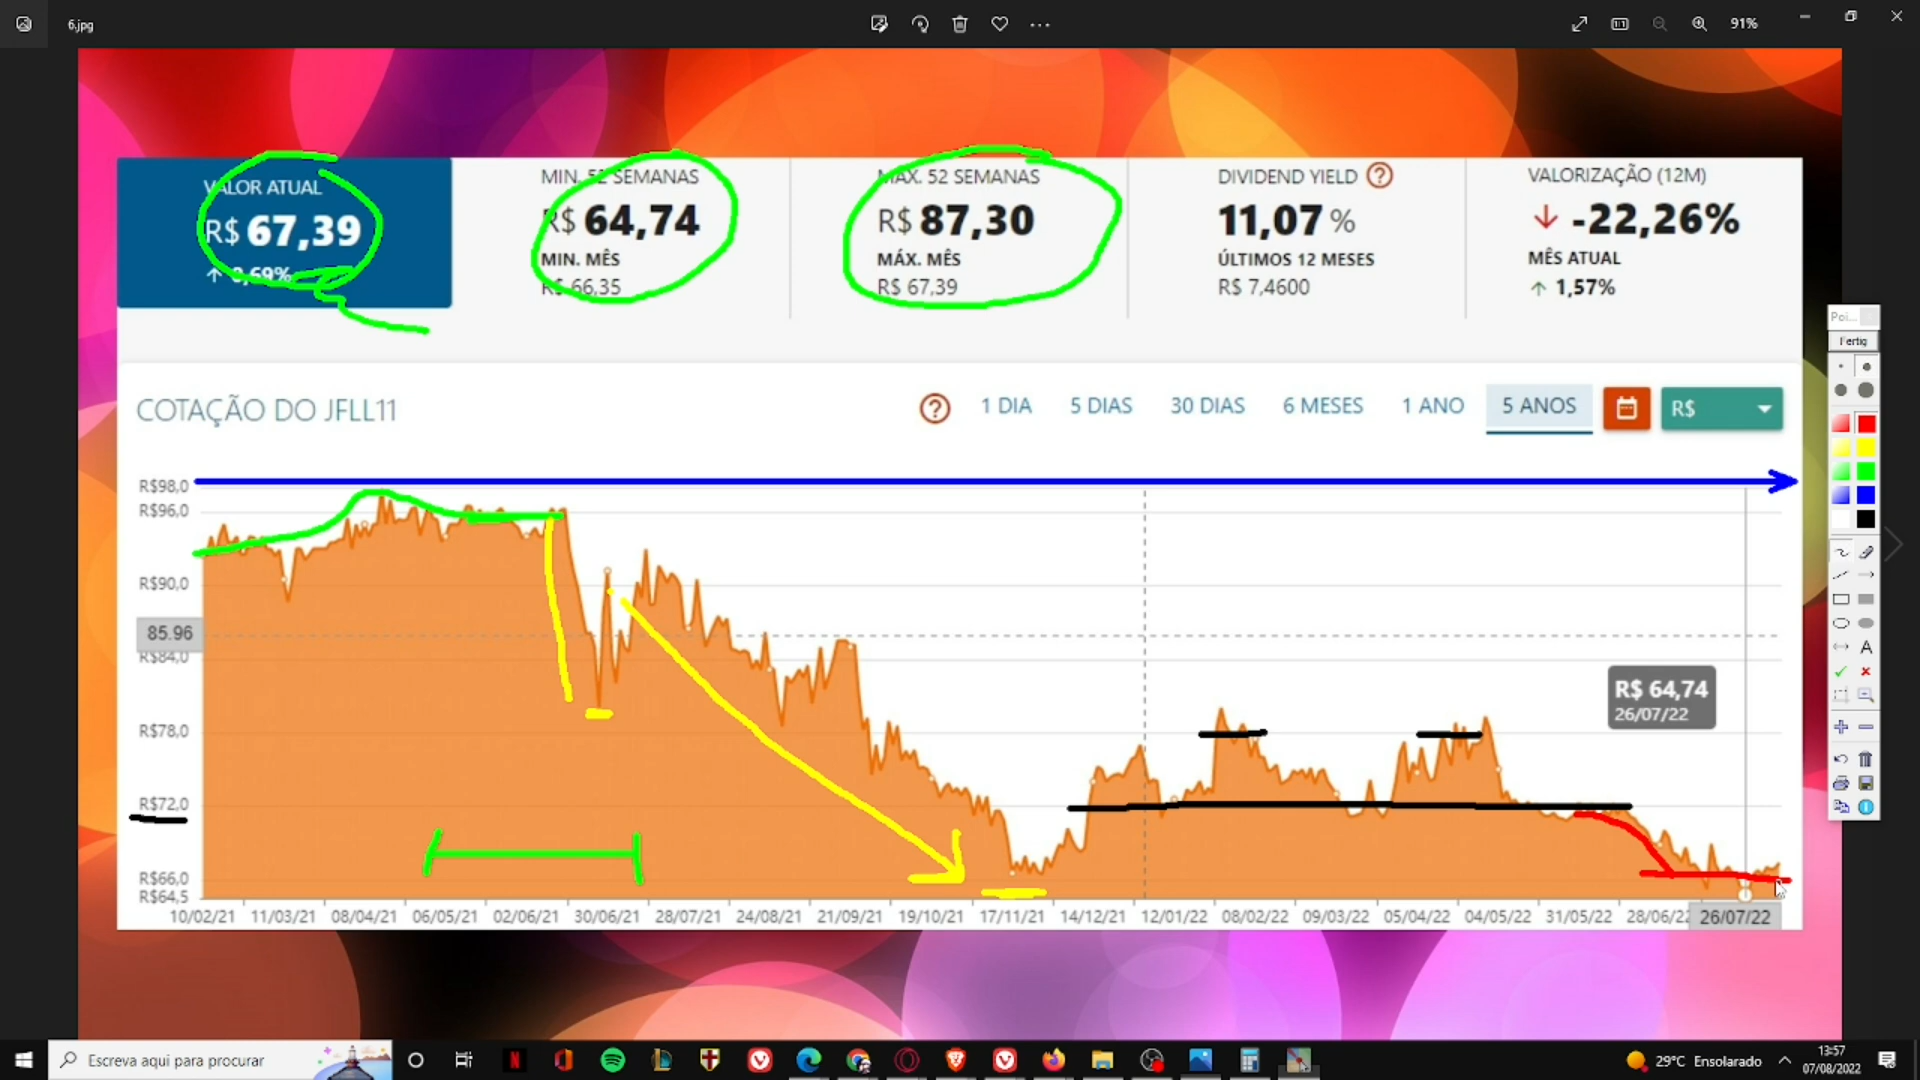 6.jpg
91%
VALOR ATUAL
R$ 67,39
MIN. 52 SEMANAS
R$ 64,74
MIN. MÊS
R$ 66,35
MÁX. 52 SEMANAS
R$ 87,30
MÁX. MÊS
R$ 67,39
DIVIDEND YIELD ?
11,07 %
ÚLTIMOS 12 MESES
R$ 7,4600
VALORIZAÇÃO (12M)
-22,26%
MÊS ATUAL
1,57%
Poi...
Fertig
COTAÇÃO DO JFLL11
? 1 DIA 5 DIAS 30 DIAS 6 MESES 1 ANO 5 ANOS R$
R$98,0
R$96,0
R$90,0
85.96
R$84,0
R$ 64,74
26/07/22
R$78,0
R$72,0
R$66,0
R$64,5
10/02/21 11/03/21 08/04/21 06/05/21 02/06/21 30/06/21 28/07/21 24/08/21 21/09/21 19/10/21 17/11/21 14/12/21 12/01/22 08/02/22 09/03/22 05/04/22 04/05/22 31/05/22 28/06/22 26/07/22
A
Escreva aqui para procurar
29°C Ensolarado
13:57
07/08/2022